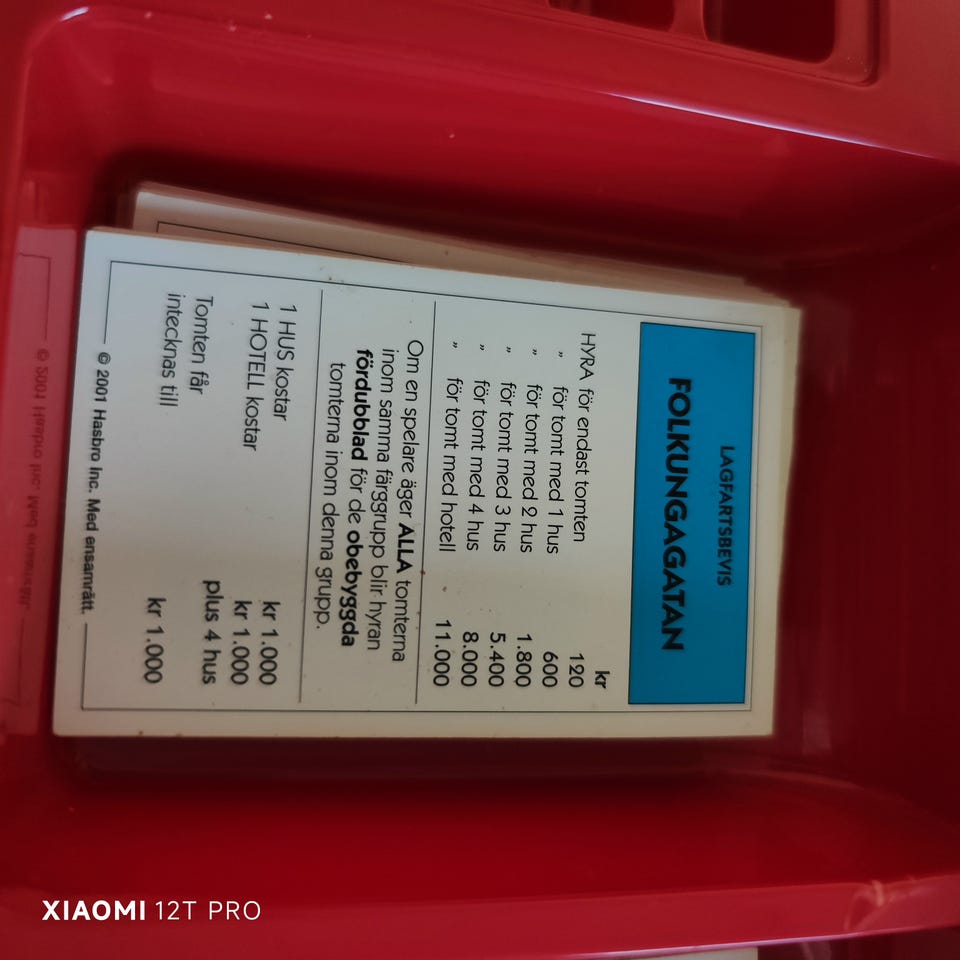 LAGFARTSBEVIS
FOLKUNGAGATAN
kr
HYRA för endast tomten 120
" för tomt med 1 hus 600
" för tomt med 2 hus 1.800
" för tomt med 3 hus 5.400
" för tomt med 4 hus 8.000
" för tomt med hotell 11.000
Om en spelare äger ALLA tomterna
inom samma färggrupp blir hyran
fördubblad för de obebyggda
tomterna inom denna grupp.
1 HUS kostar kr 1.000
1 HOTELL kostar kr 1.000
plus 4 hus
Tomten får
intecknas till kr 1.000
© 2001 Hasbro Inc. Med ensamrätt.
XIAOMI 12T PRO